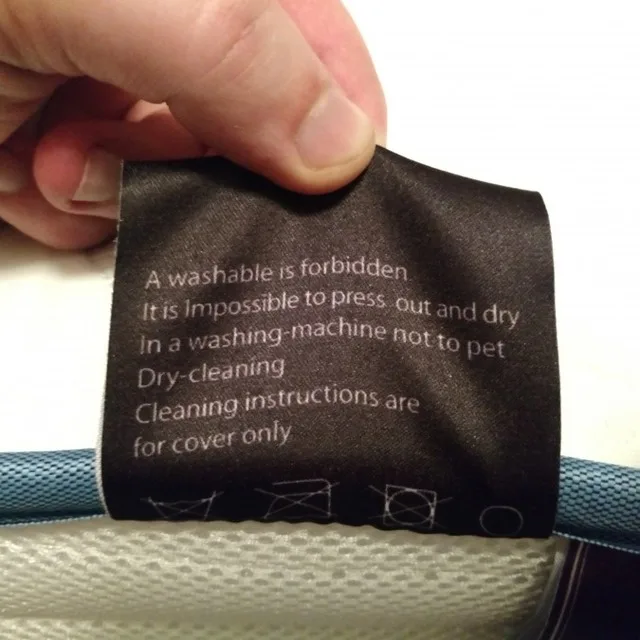 A washable is forbidden
It is Impossible to press out and dry
In a washing-machine not to pet
Dry-cleaning
Cleaning instructions are
for cover only